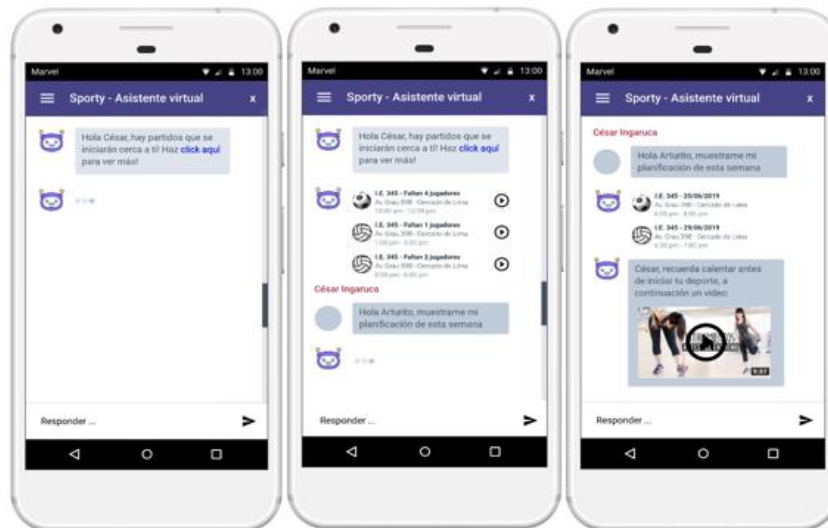 Marvel 13:00
Sporty - Asistente virtual x
Hola César, hay partidos que se
iniciarán cerca a tí! Haz click aquí
para ver más!
Responder ...
Marvel 13:00
Sporty - Asistente virtual x
Hola César, hay partidos que se
iniciarán cerca a tí! Haz click aquí
para ver más!
I.E. 345 - Faltan 4 jugadores
Av. Grau 398 - Cercado de Lima
I.E. 345 - Faltan 1 jugadores
Av. Grau 398 - Cercado de Lima
I.E. 345 - Faltan 2 jugadores
Av. Grau 398 - Cercado de Lima
César Ingaruca
Hola Arturito, muestrame mi
planificación de esta semana
Responder ...
Marvel 13:00
Sporty - Asistente virtual x
César Ingaruca
Hola Arturito, muestrame mi
planificación de esta semana
I.E. 345 - 25/06/2019
Av. Grau 398 - Cercado de Lima
I.E. 345 - 29/06/2019
Av. Grau 398 - Cercado de Lima
César, recuerda calentar antes
de iniciar tu deporte, a
continuación un video:
Responder ...